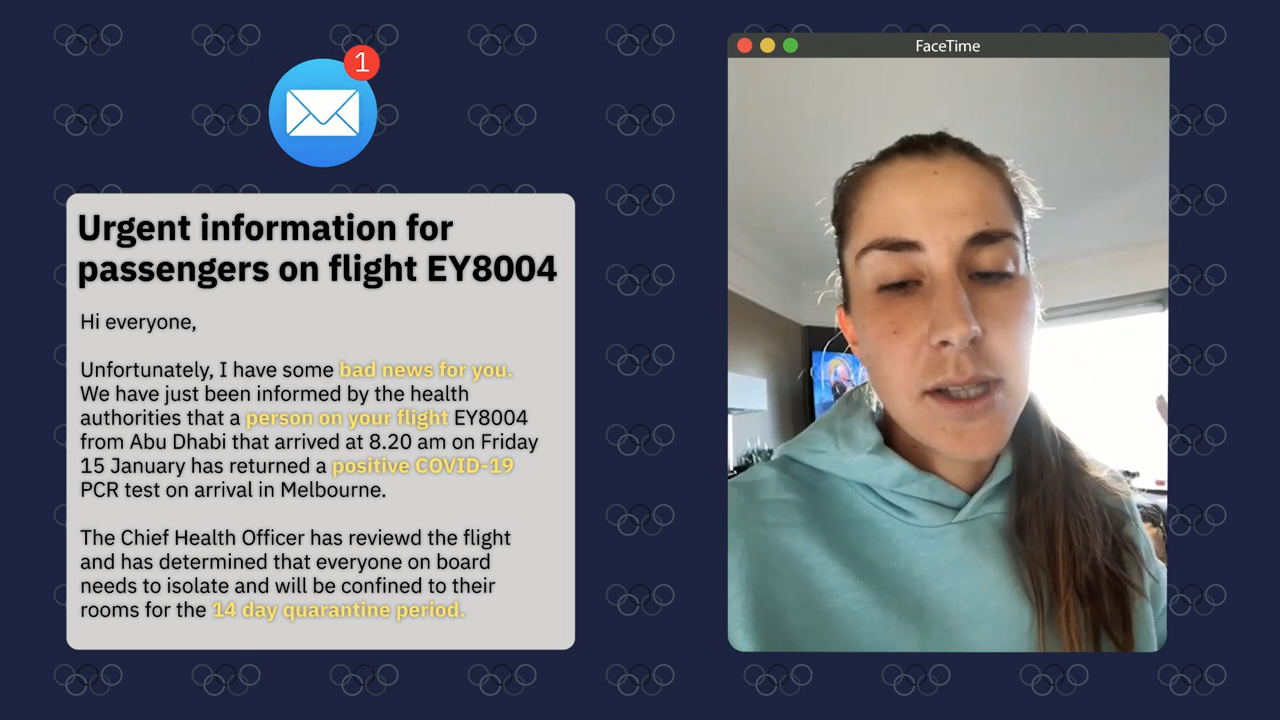 1
FaceTime
Urgent information for
passengers on flight EY8004
Hi everyone,
Unfortunately, I have some bad news for you.
We have just been informed by the health
authorities that a person on your flight EY8004
from Abu Dhabi that arrived at 8.20 am on Friday
15 January has returned a positive COVID-19
PCR test on arrival in Melbourne.
The Chief Health Officer has reviewd the flight
and has determined that everyone on board
needs to isolate and will be confined to their
rooms for the 14 day quarantine period.